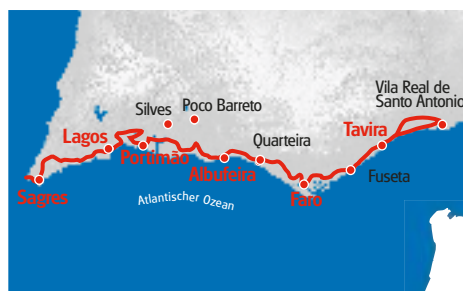 Vila Real de
Santo Antonio
Silves
Poco Barreto
Lagos
Portimão
Quarteira
Tavira
Albufeira
Fuseta
Sagres
Atlantischer Ozean
Faro